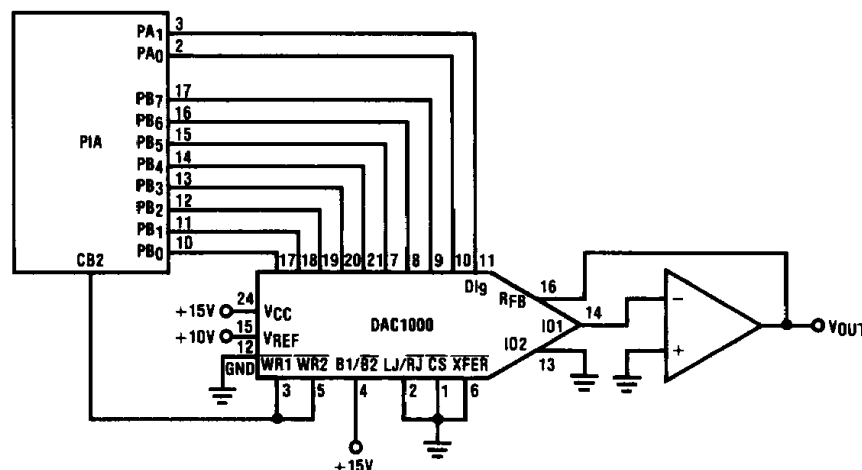 PA1 3
PA0 2
PB7 17
PB6 16
PIA
PB5 15
PB4 14
PB3 13
PB2 12
PB1 11
PB0 10
CB2
17 18 19 20 21 7 8 9 10 11
DI9
+15V 24 VCC
+10V 15 VREF
12 GND
DAC1000
RFB 16
IO1 14
IO2 13
WR1 WR2 B1/B2 LJ/RJ CS XFER
3 5 4 2 1 6
+15V
−
+
VOUT